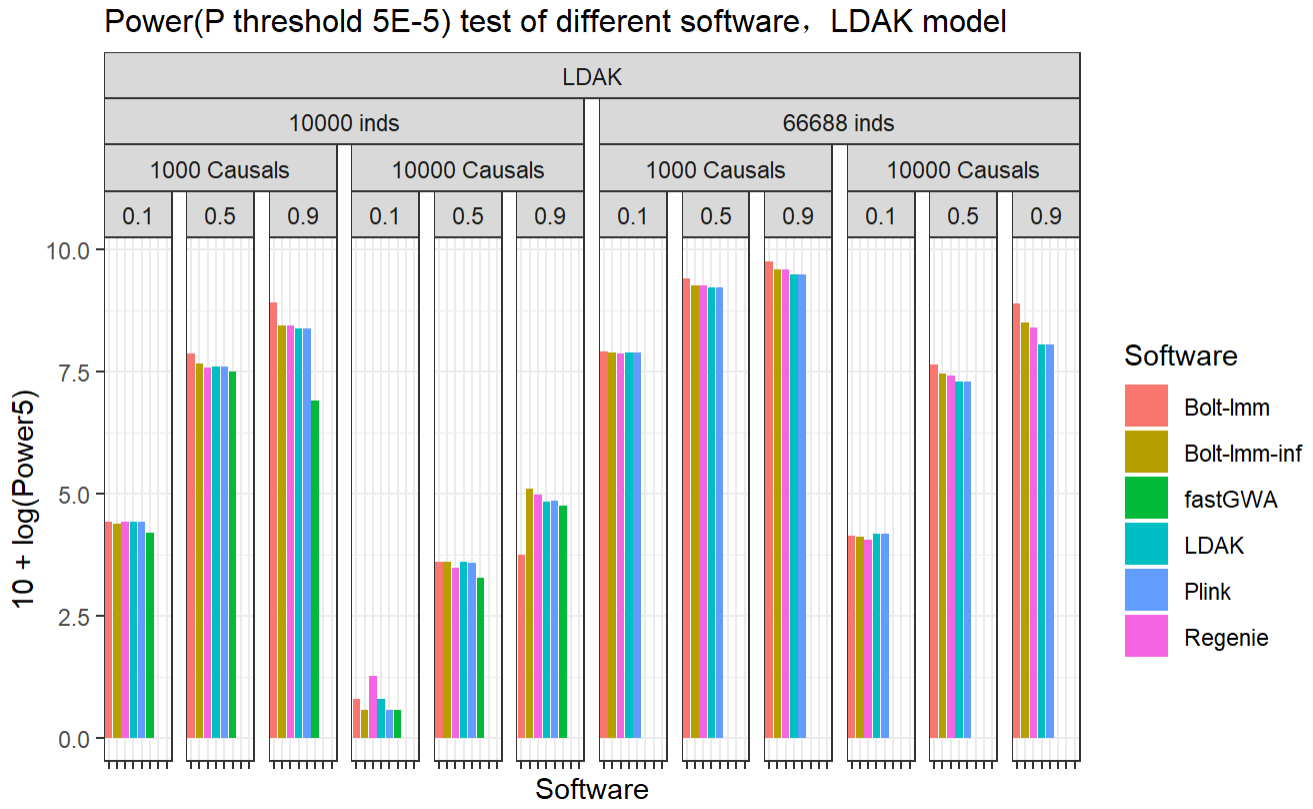 Power(P threshold 5E-5) test of different software，LDAK model
LDAK
10000 inds 66688 inds
1000 Causals 10000 Causals 1000 Causals 10000 Causals
0.1 0.5 0.9 0.1 0.5 0.9 0.1 0.5 0.9 0.1 0.5 0.9
10.0
7.5
5.0
2.5
0.0
10 + log(Power5)
Software
Software
Bolt-lmm
Bolt-lmm-inf
fastGWA
LDAK
Plink
Regenie